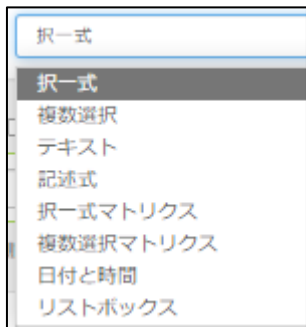 択一式
択一式
複数選択
テキスト
記述式
択一式マトリクス
複数選択マトリクス
日付と時間
リストボックス